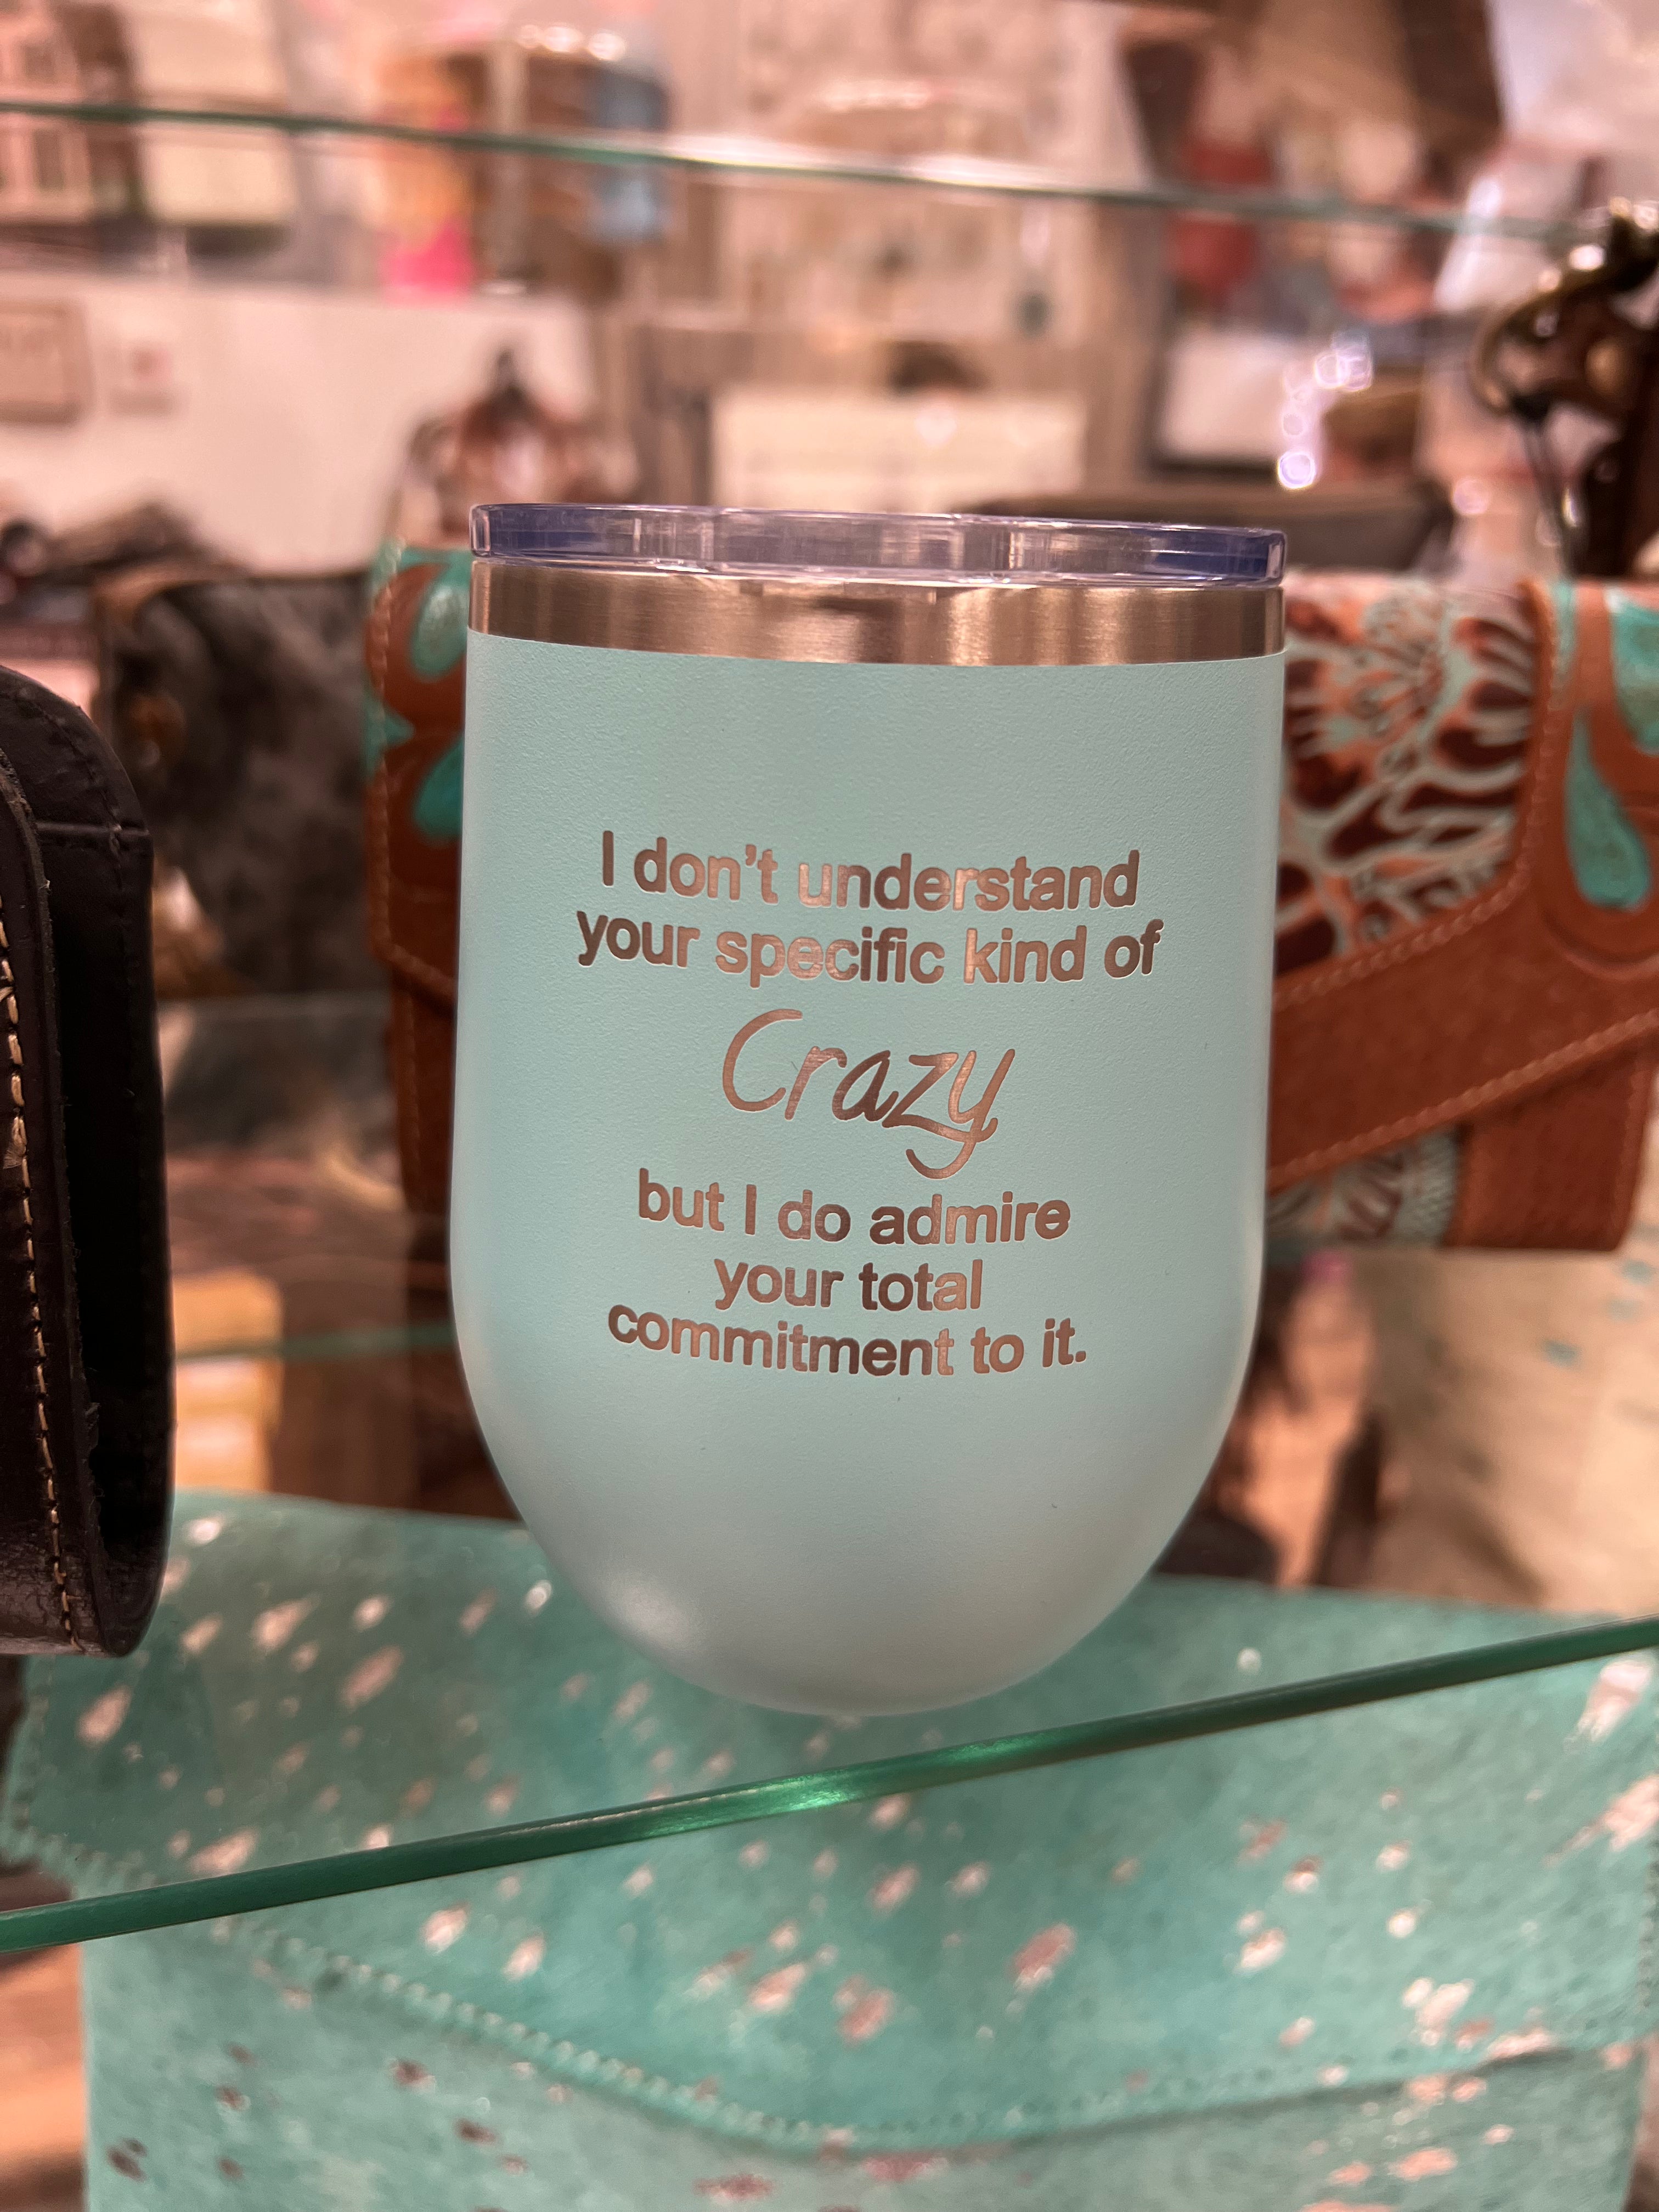 I don't understand
your specific kind of
Crazy
but I do admire
your total
commitment to it.